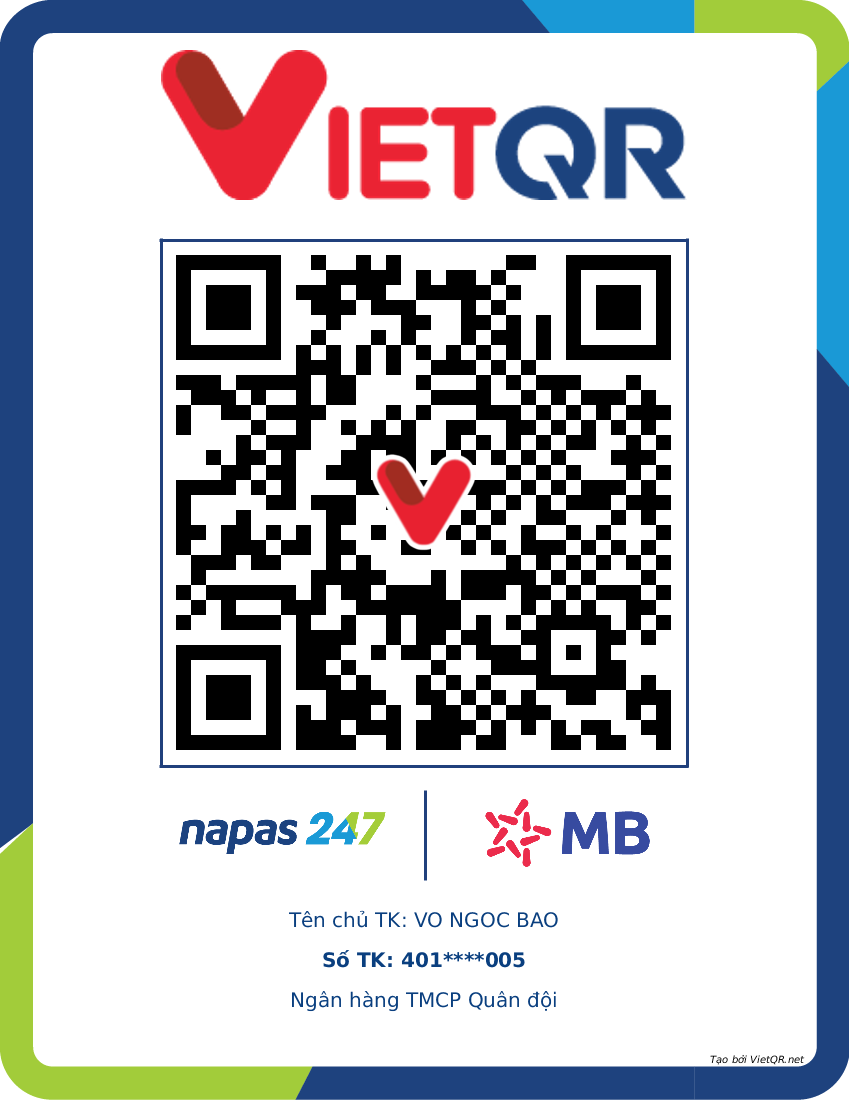 VIETQR
napas 247
MB
Tên chủ TK: VO NGOC BAO
Số TK: 401****005
Ngân hàng TMCP Quân đội
Tạo bởi VietQR.net